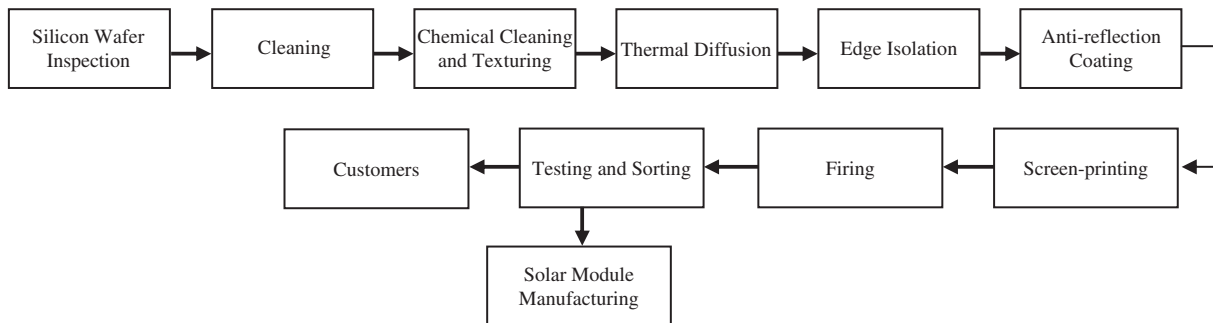 Silicon Wafer
Inspection
Cleaning
Chemical Cleaning
and Texturing
Thermal Diffusion
Edge Isolation
Anti-reflection
Coating
Customers
Testing and Sorting
Firing
Screen-printing
Solar Module
Manufacturing